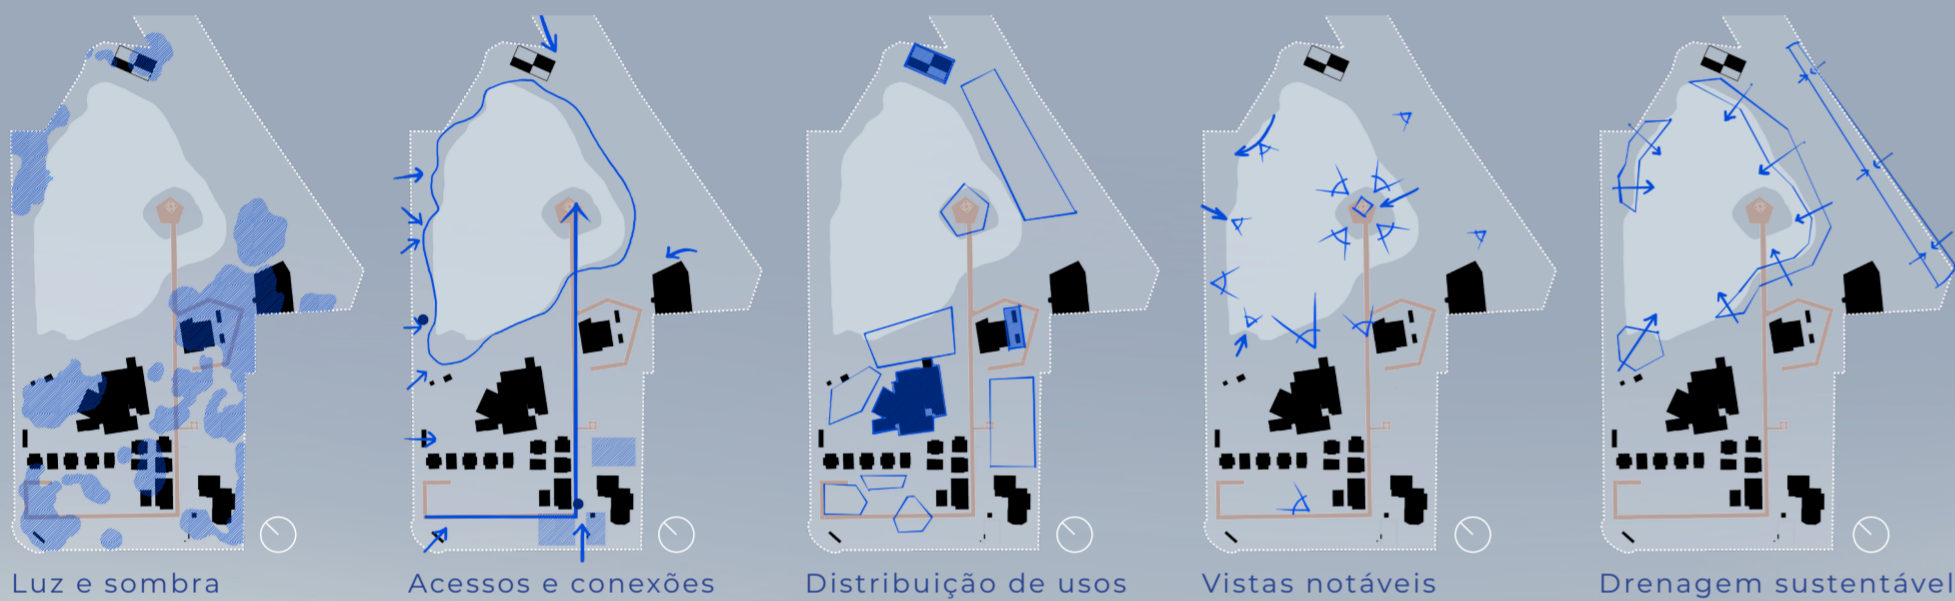 Luz e sombra
Acessos e conexões
Distribuição de usos
Vistas notáveis
Drenagem sustentável